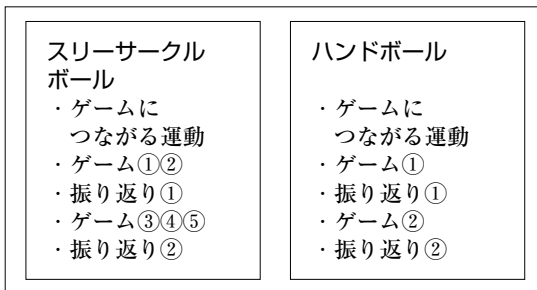 スリーサークル
ボール
・ゲームに
つながる運動
・ゲーム①②
・振り返り①
・ゲーム③④⑤
・振り返り②
ハンドボール
・ゲームに
つながる運動
・ゲーム①
・振り返り①
・ゲーム②
・振り返り②